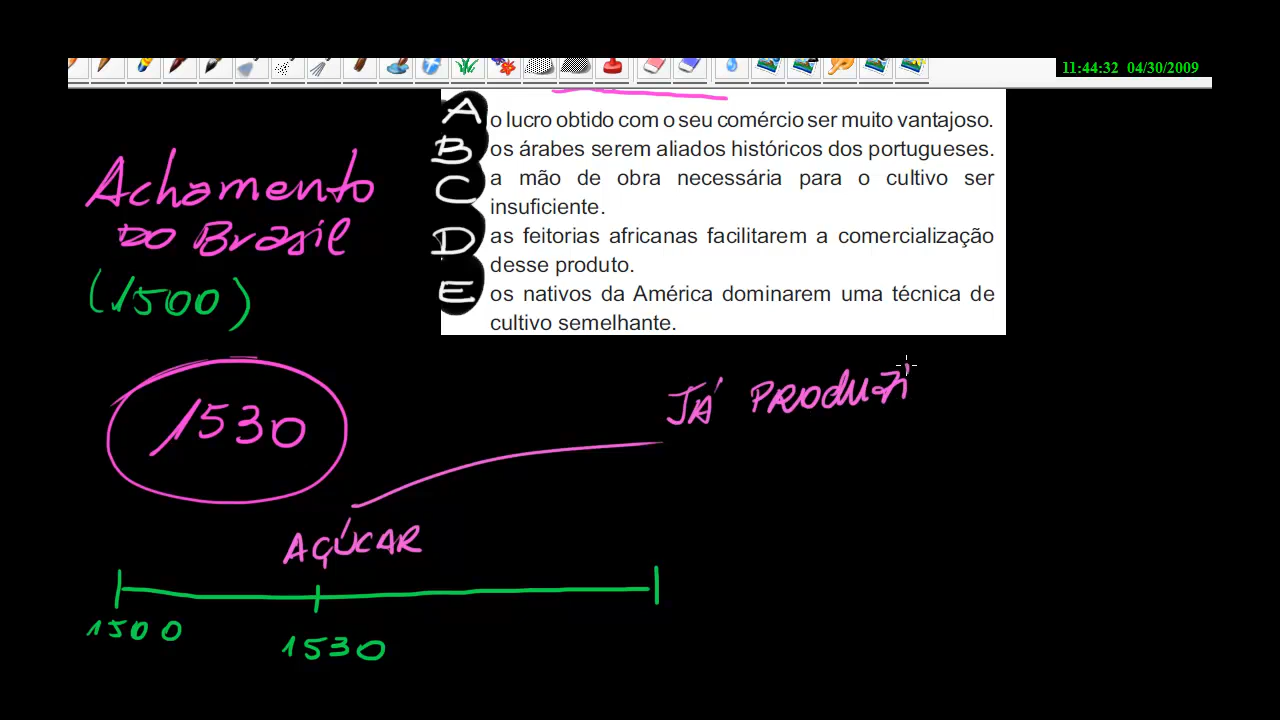 11:44:32 04/30/2009
A o lucro obtido com o seu comércio ser muito vantajoso.
B os árabes serem aliados históricos dos portugueses.
C a mão de obra necessária para o cultivo ser
insuficiente.
D as feitorias africanas facilitarem a comercialização
desse produto.
E os nativos da América dominarem uma técnica de
cultivo semelhante.
Achamento
DO Brasil
(1500)
1530
JÁ PRODUZI
AÇÚCAR
1500
1530